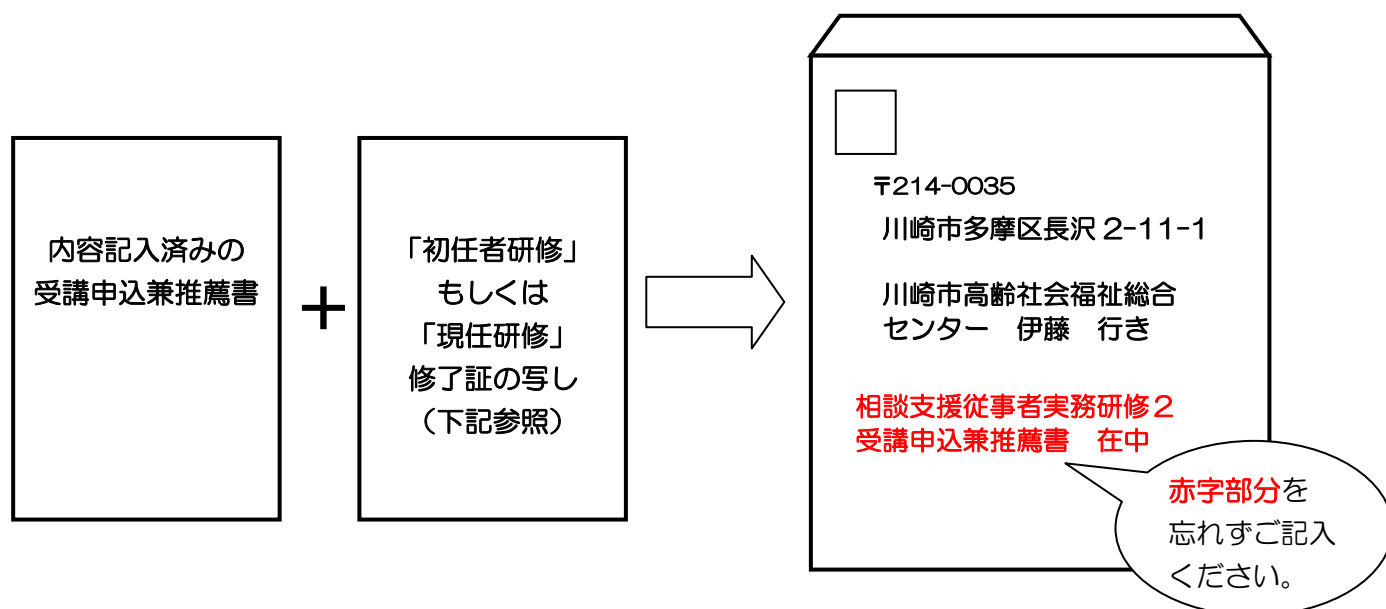 内容記入済みの
受講申込兼推薦書
＋
「初任者研修」
もしくは
「現任研修」
修了証の写し
（下記参照）
〒214-0035
川崎市多摩区長沢 2-11-1
川崎市高齢社会福祉総合
センター　伊藤　行き
相談支援従事者実務研修２
受講申込兼推薦書　在中
赤字部分を
忘れずご記入
ください。